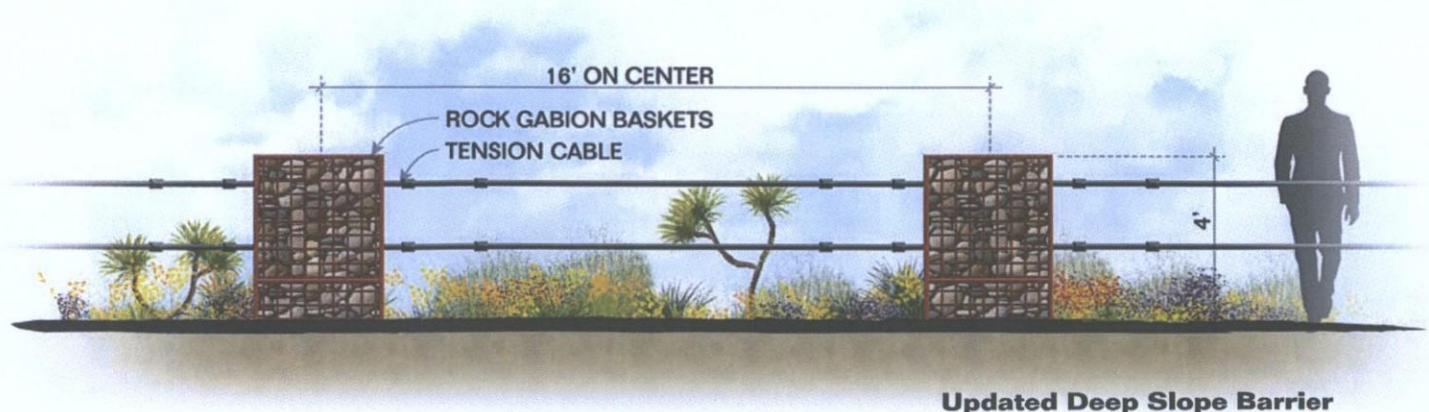 16' ON CENTER
ROCK GABION BASKETS
TENSION CABLE
4'
Updated Deep Slope Barrier